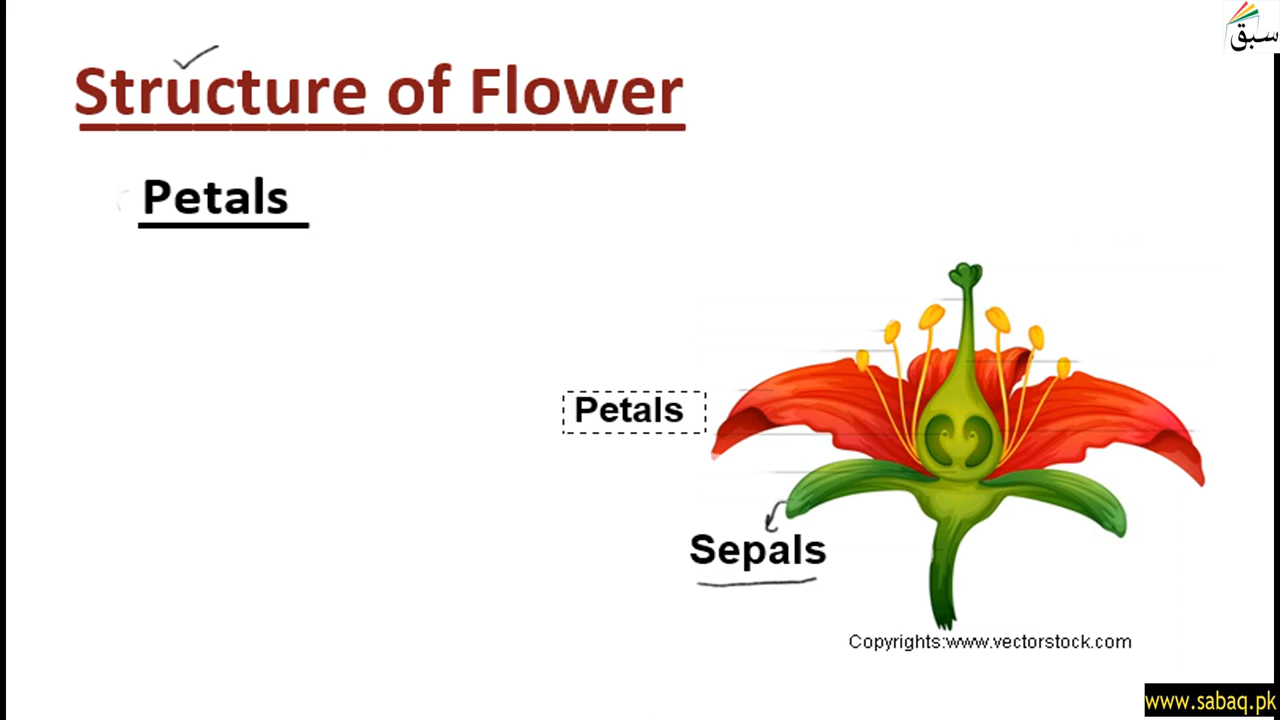 سبق
Structure of Flower
Petals
Petals
Sepals
Copyrights:www.vectorstock.com
www.sabaq.pk